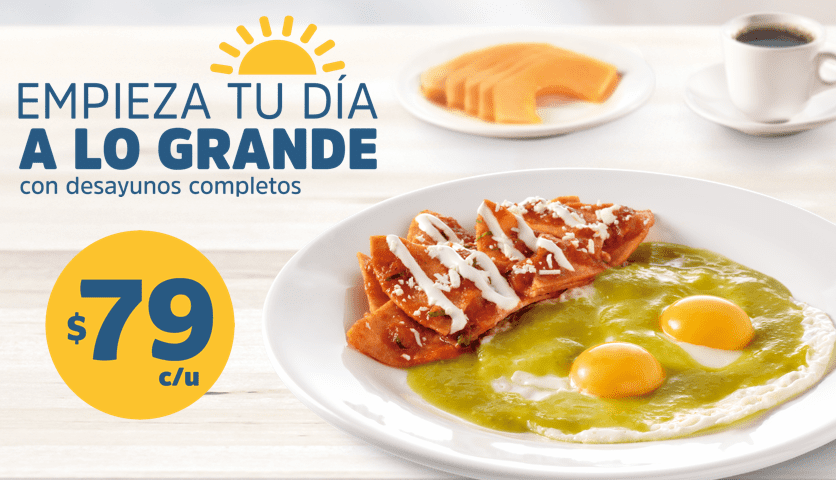 EMPIEZA TU DÍA
A LO GRANDE
con desayunos completos
$79
c/u